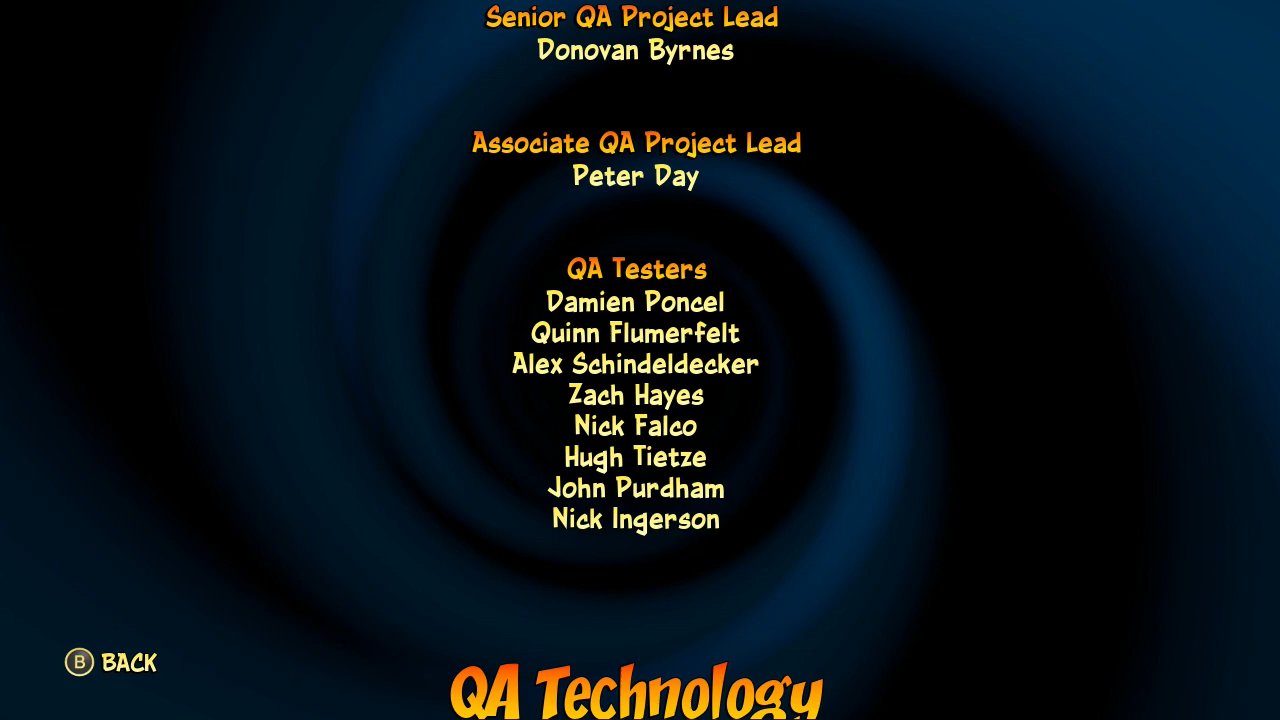 Senior QA Project Lead
Donovan Byrnes
Associate QA Project Lead
Peter Day
QA Testers
Damien Poncel
Quinn Flumerfelt
Alex Schindeldecker
Zach Hayes
Nick Falco
Hugh Tietze
John Purdham
Nick Ingerson
B BACK
QA Technology